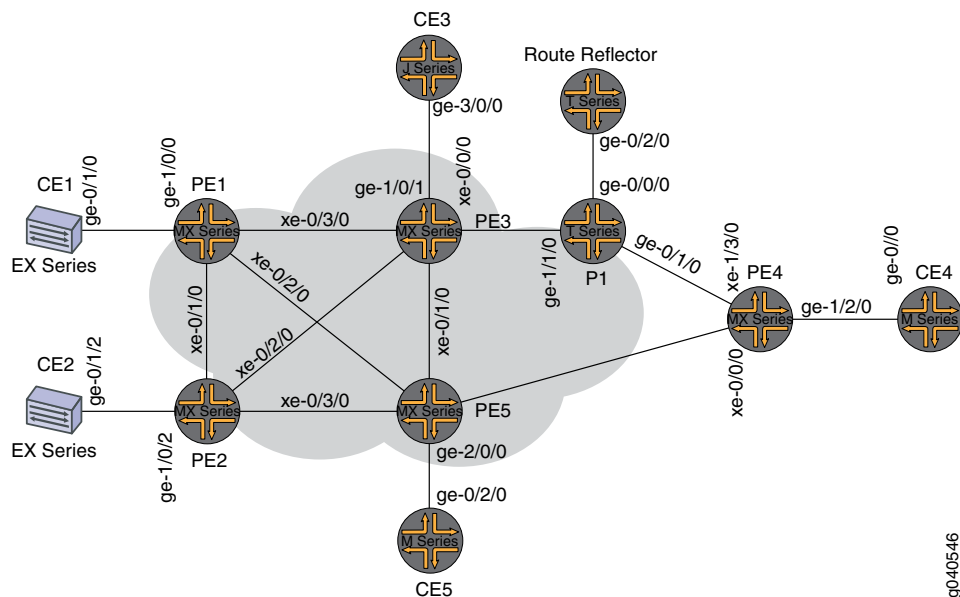 CE3
J Series
ge-3/0/0
Route Reflector
T Series
ge-0/2/0
ge-0/0/0
CE1
ge-0/1/0
EX Series
ge-1/0/0
PE1
MX Series
xe-0/3/0
ge-1/0/1
xe-0/0/0
MX Series
PE3
T Series
ge-1/1/0
P1
ge-0/1/0
xe-1/3/0
PE4
MX Series
xe-0/0/0
ge-1/2/0
ge-0//0
CE4
M Series
xe-0/1/0
xe-0/2/0
xe-0/2/0
xe-0/1/0
CE2
ge-0/1/2
EX Series
MX Series
ge-1/0/2
PE2
xe-0/3/0
MX Series
PE5
ge-2/0/0
ge-0/2/0
M Series
CE5
g040546